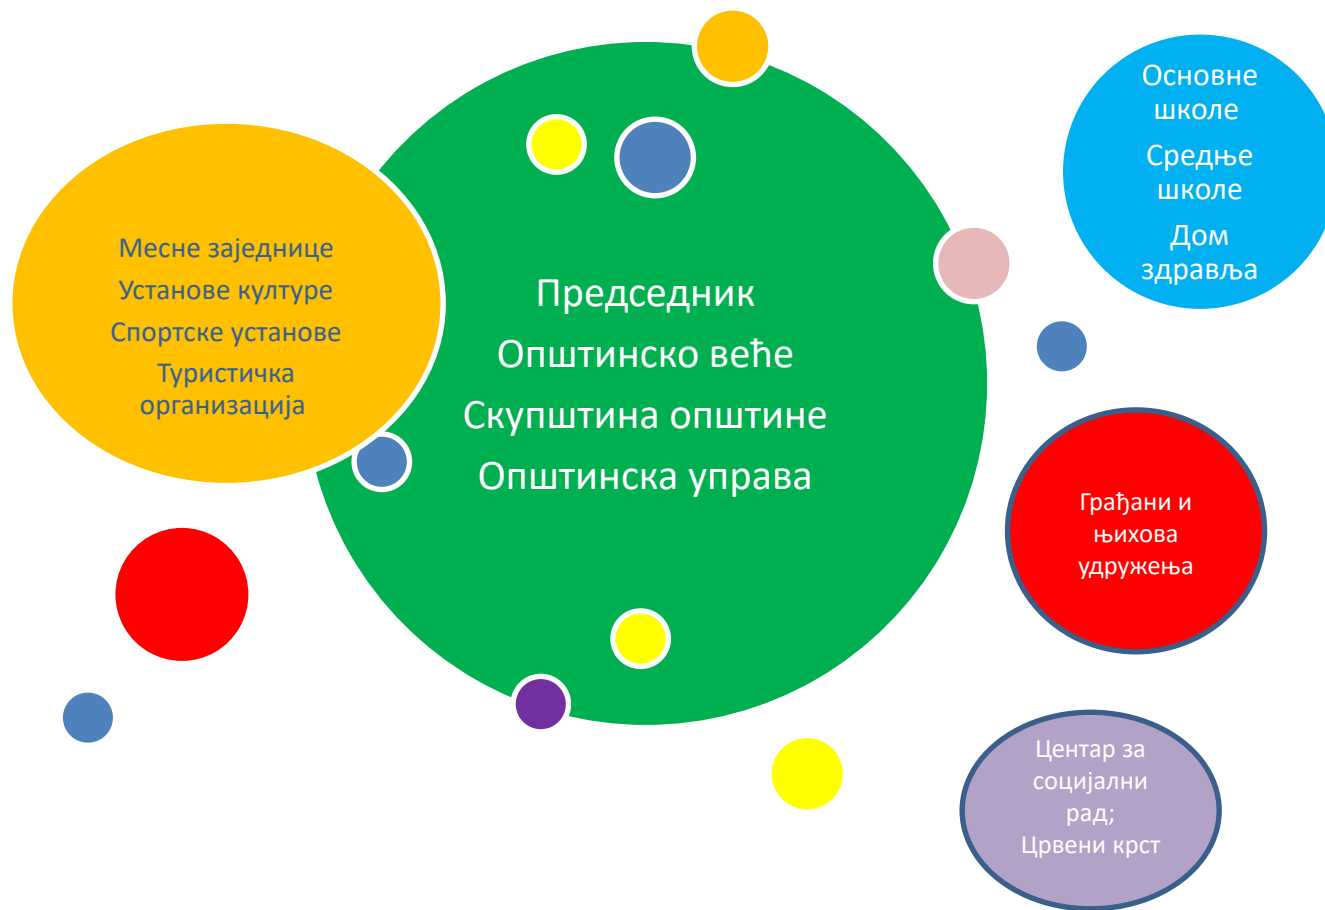 Месне заједнице
Установе културе
Спортске установе
Туристичка
организација
Председник
Општинско веће
Скупштина општине
Општинска управа
Основне
школе
Средње
школе
Дом
здравља
Грађани и
њихова
удружења
Центар за
социјални
рад;
Црвени крст